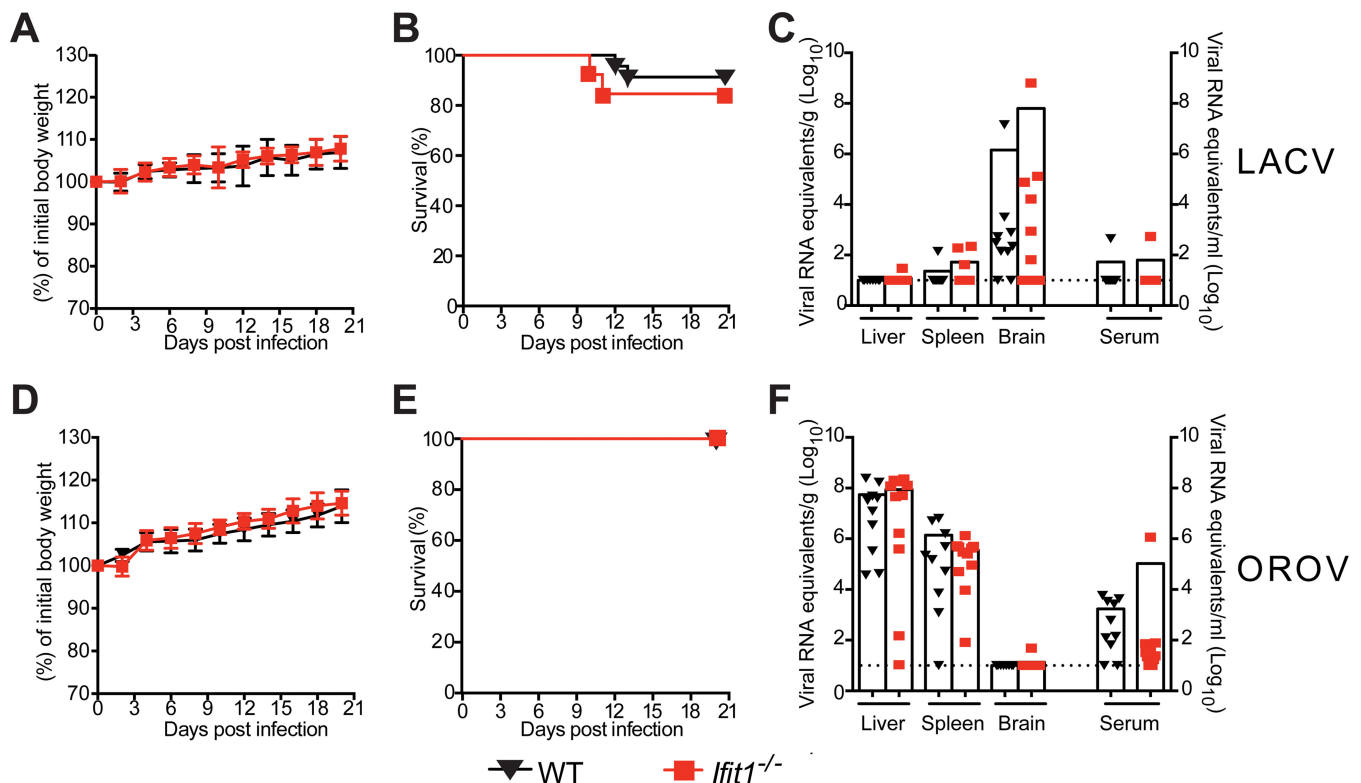 A
(%) of initial body weight
130
120
110
100
90
80
70
0 3 6 9 12 15 18 21
Days post infection
B
Survival (%)
100
80
60
40
20
0
0 3 6 9 12 15 18 21
Days post infection
C
Viral RNA equivalents/g (Log10)
10
8
6
4
2
0
Liver Spleen Brain Serum
10
8
6
4
2
0
Viral RNA equivalents/ml (Log10)
LACV
D
(%) of initial body weight
130
120
110
100
90
80
70
0 3 6 9 12 15 18 21
Days post infection
E
Survival (%)
100
80
60
40
20
0
0 3 6 9 12 15 18 21
Days post infection
F
Viral RNA equivalents/g (Log10)
10
8
6
4
2
0
Liver Spleen Brain Serum
10
8
6
4
2
0
Viral RNA equivalents/ml (Log10)
OROV
WT Ifit1-/-